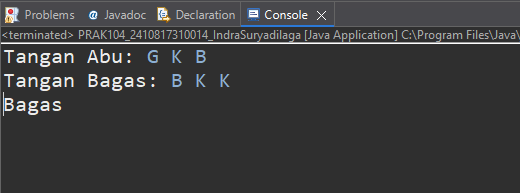 Problems @ Javadoc Declaration Console
<terminated> PRAK104_2410817310014_IndraSuryadilaga [Java Application] C:\Program Files\Java\
Tangan Abu: G K B
Tangan Bagas: B K K
Bagas